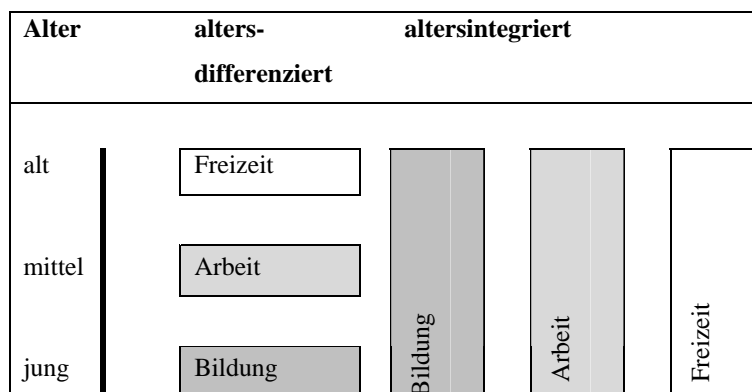 Alter alters- altersintegriert
differenziert
alt Freizeit
mittel Arbeit
jung Bildung Bildung Arbeit Freizeit